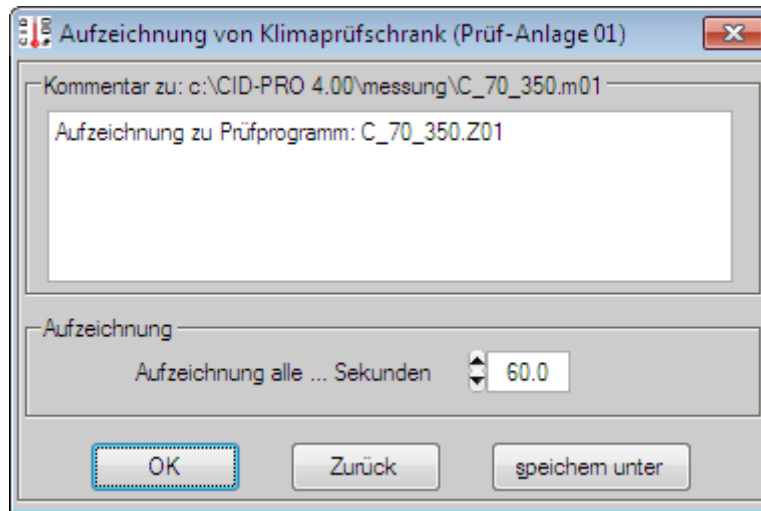 Aufzeichnung von Klimaprüfschrank (Prüf-Anlage 01)
Kommentar zu: c:\CID-PRO 4.00\messung\C_70_350.m01
Aufzeichnung zu Prüfprogramm: C_70_350.Z01
Aufzeichnung
Aufzeichnung alle ... Sekunden 60.0
OK Zurück speichern unter